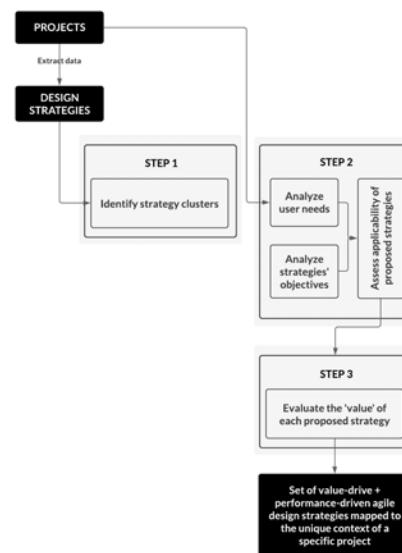 PROJECTS
Extract data
DESIGN
STRATEGIES
STEP 1
Identify strategy clusters
STEP 2
Analyze
user needs
Analyze
strategies'
objectives
Assess applicability of
proposed strategies
STEP 3
Evaluate the 'value' of
each proposed strategy
Set of value-drive +
performance-driven agile
design strategies mapped to
the unique context of a
specific project